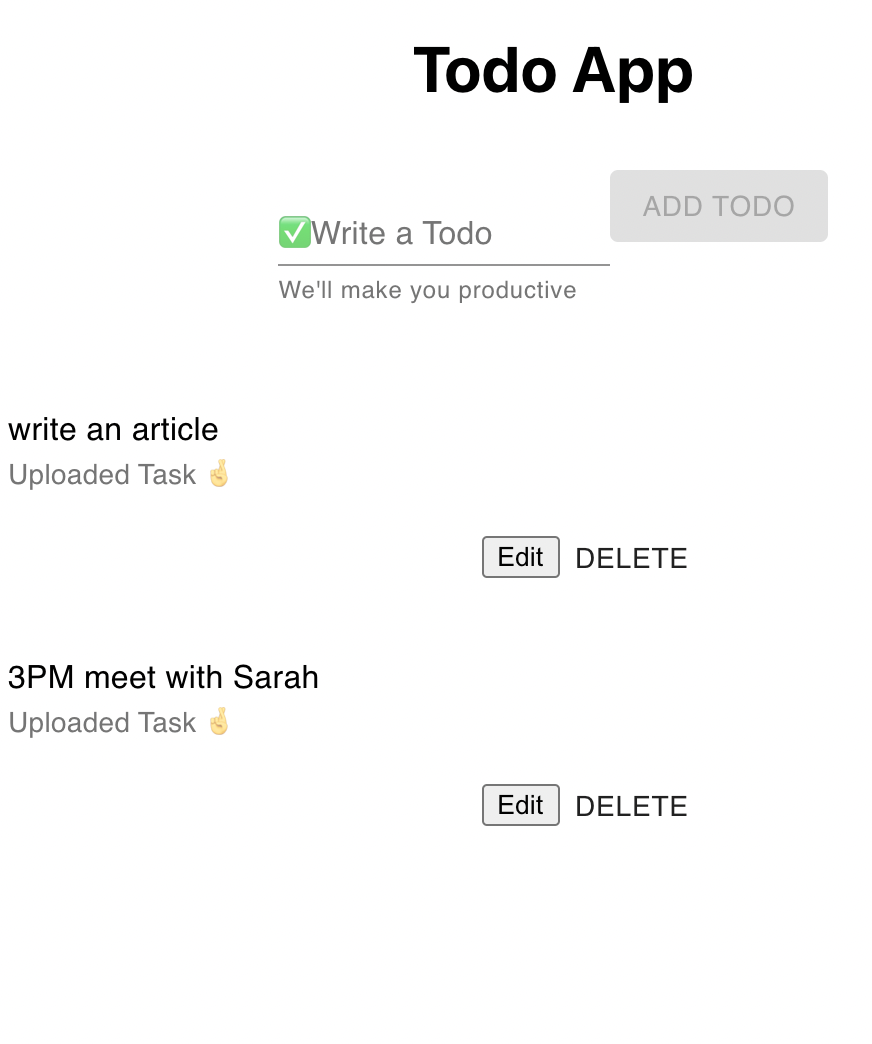 Todo App
ADD TODO
✅Write a Todo
We'll make you productive
write an article
Uploaded Task 🤞
Edit DELETE
3PM meet with Sarah
Uploaded Task 🤞
Edit DELETE